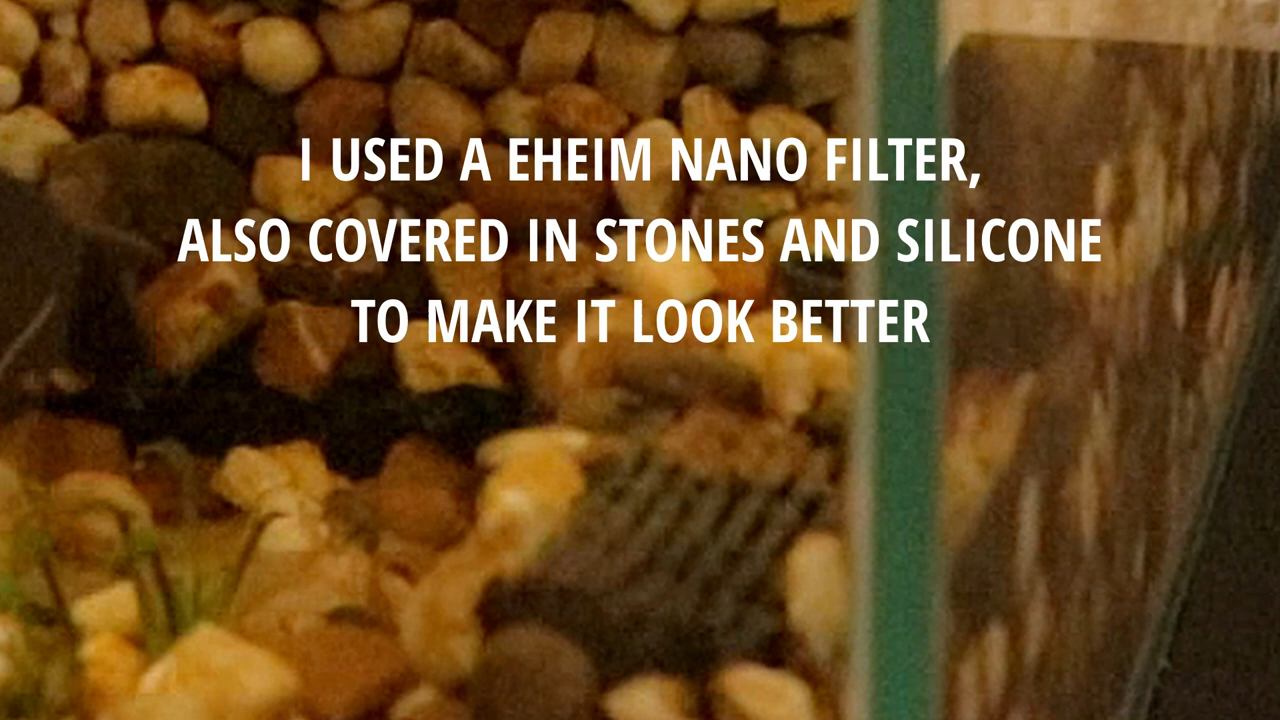 I USED A EHEIM NANO FILTER,
ALSO COVERED IN STONES AND SILICONE
TO MAKE IT LOOK BETTER